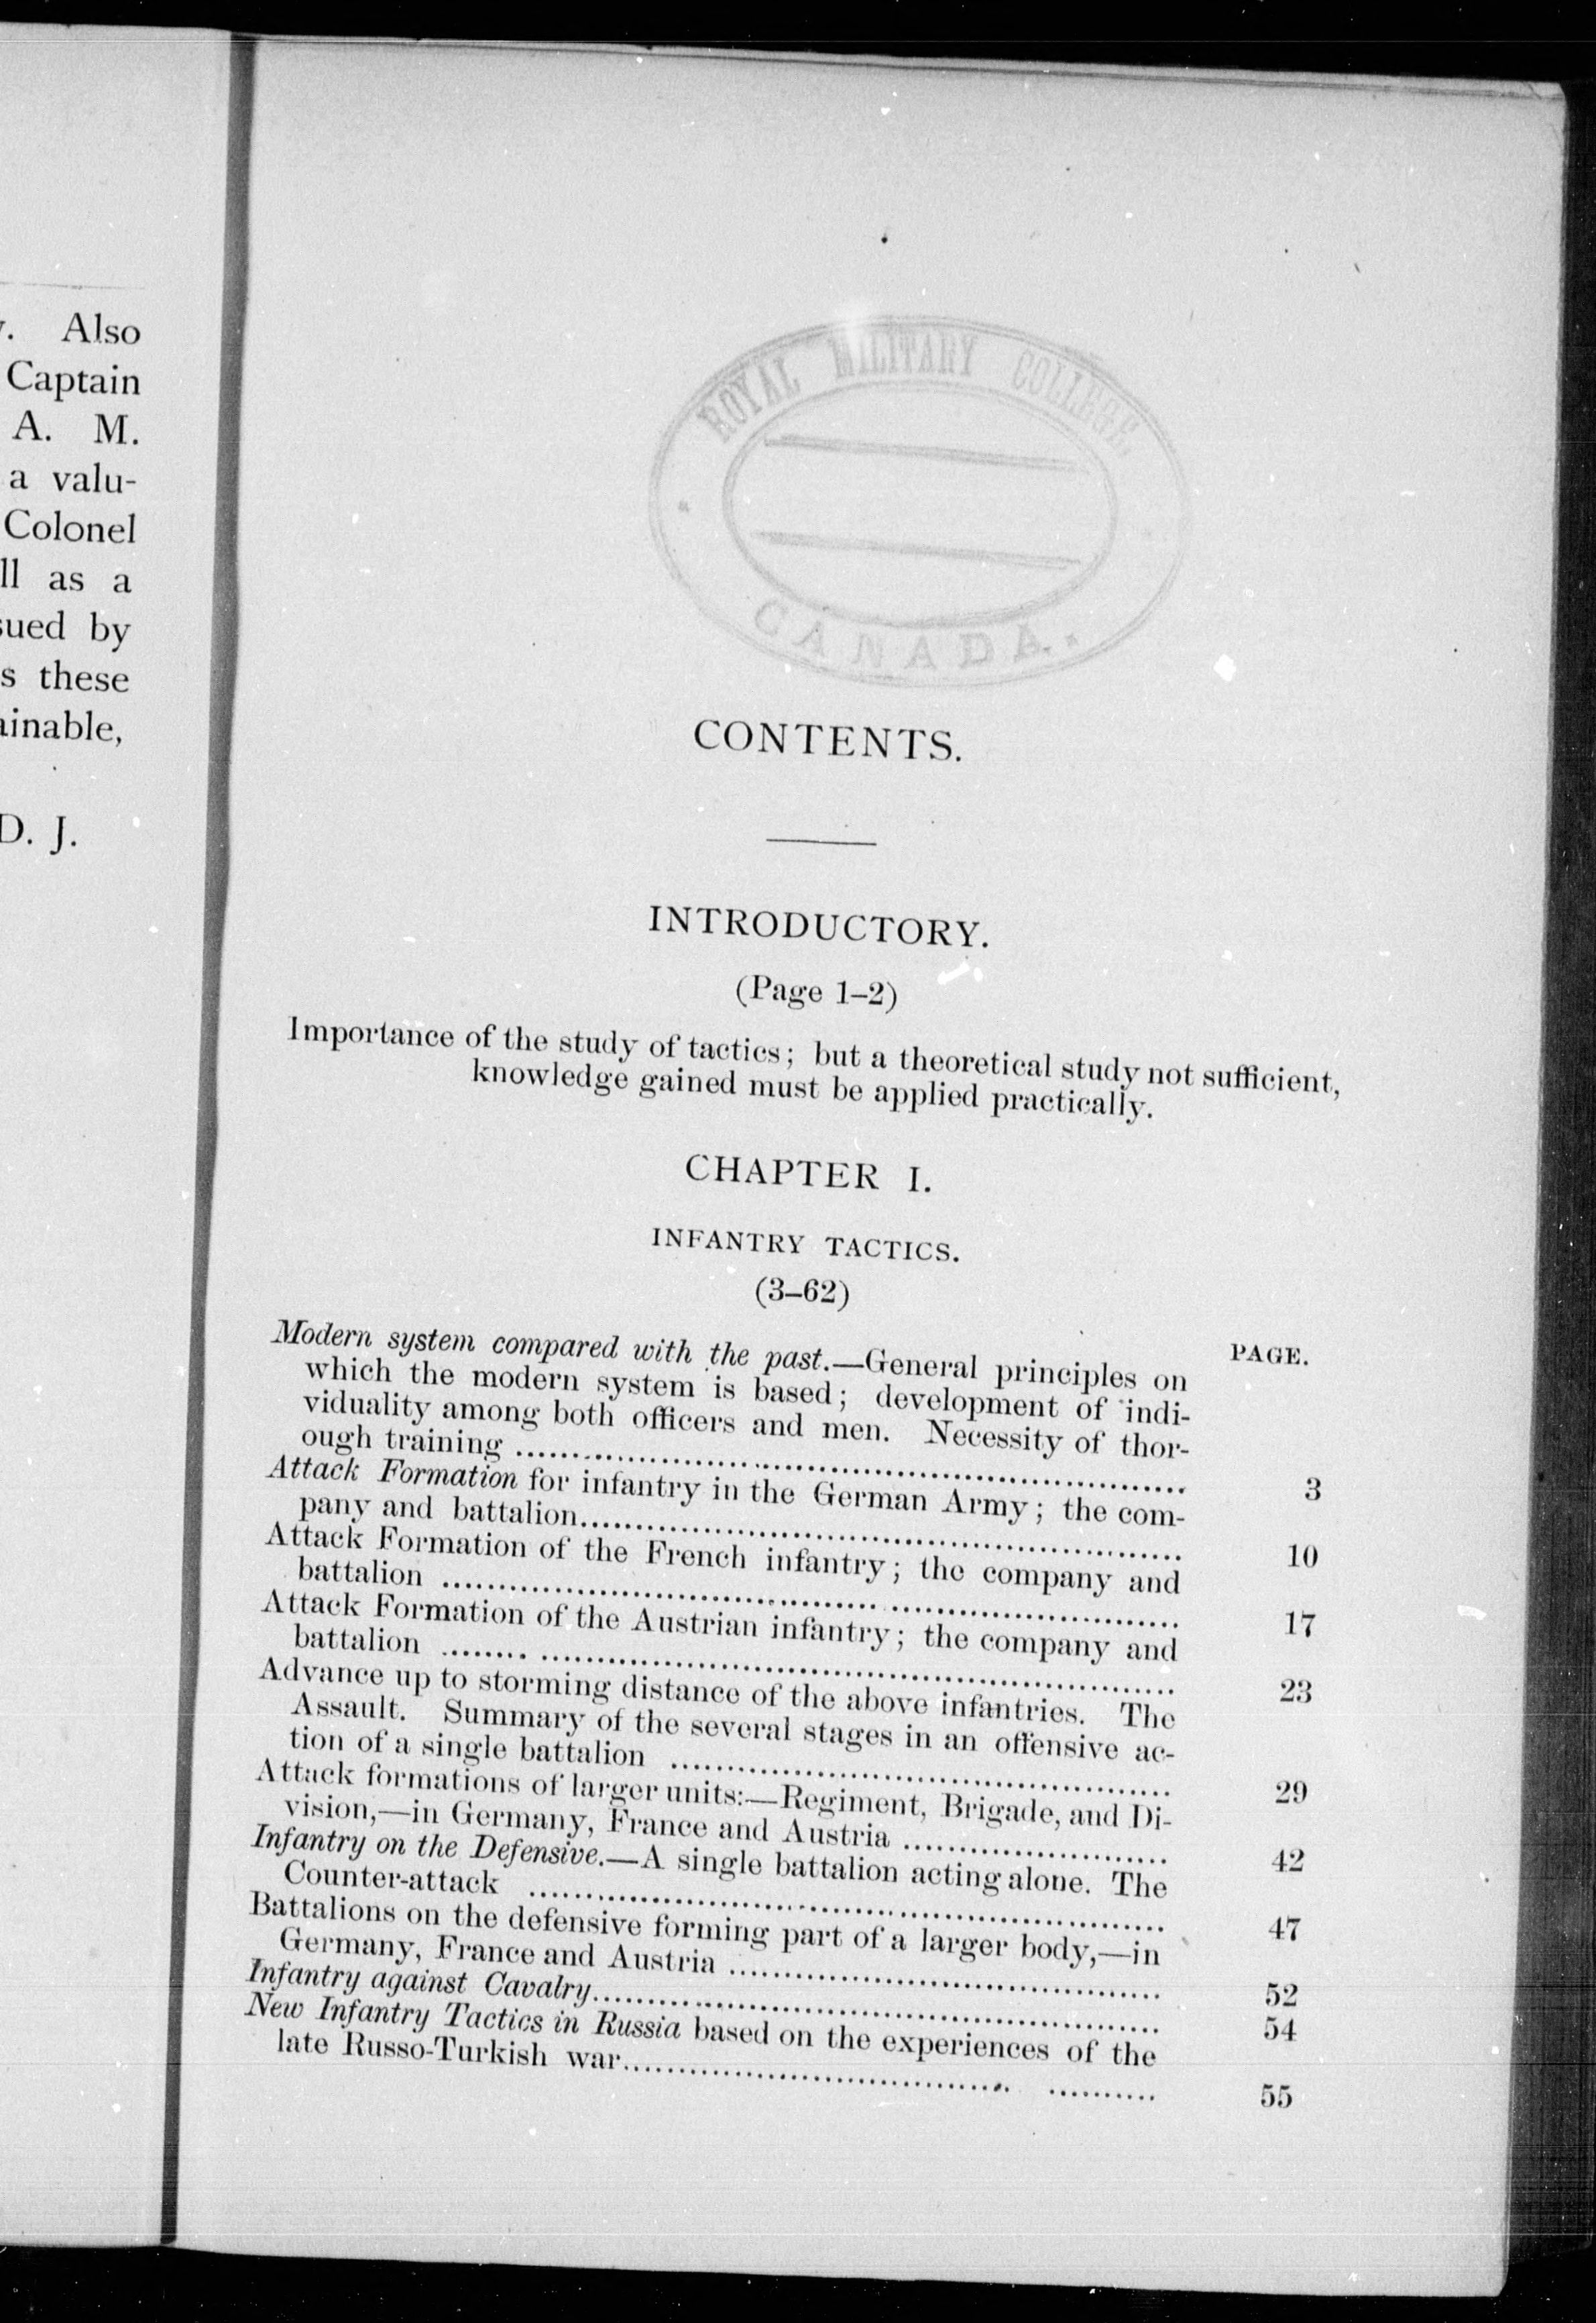 . Also
Captain
A. M.
a valu-
Colonel
ll as a
sued by
s these
ainable,
D. J.
ROYAL MILITARY COLLEGE
CANADA.
CONTENTS.
INTRODUCTORY.
(Page 1–2)
Importance of the study of tactics; but a theoretical study not sufficient,
knowledge gained must be applied practically.
CHAPTER I.
INFANTRY TACTICS.
(3–62)
PAGE.
Modern system compared with the past.—General principles on
which the modern system is based; development of indi-
viduality among both officers and men. Necessity of thor-
ough training ........................................ 3
Attack Formation for infantry in the German Army; the com-
pany and battalion........................................ 10
Attack Formation of the French infantry; the company and
battalion ........................................ 17
Attack Formation of the Austrian infantry; the company and
battalion ........................................ 23
Advance up to storming distance of the above infantries. The
Assault. Summary of the several stages in an offensive ac-
tion of a single battalion ........................................ 29
Attack formations of larger units:—Regiment, Brigade, and Di-
vision,—in Germany, France and Austria ........................ 42
Infantry on the Defensive.—A single battalion acting alone. The
Counter-attack ........................................ 47
Battalions on the defensive forming part of a larger body,—in
Germany, France and Austria ........................................ 52
Infantry against Cavalry........................................ 54
New Infantry Tactics in Russia based on the experiences of the
late Russo-Turkish war........................................ 55